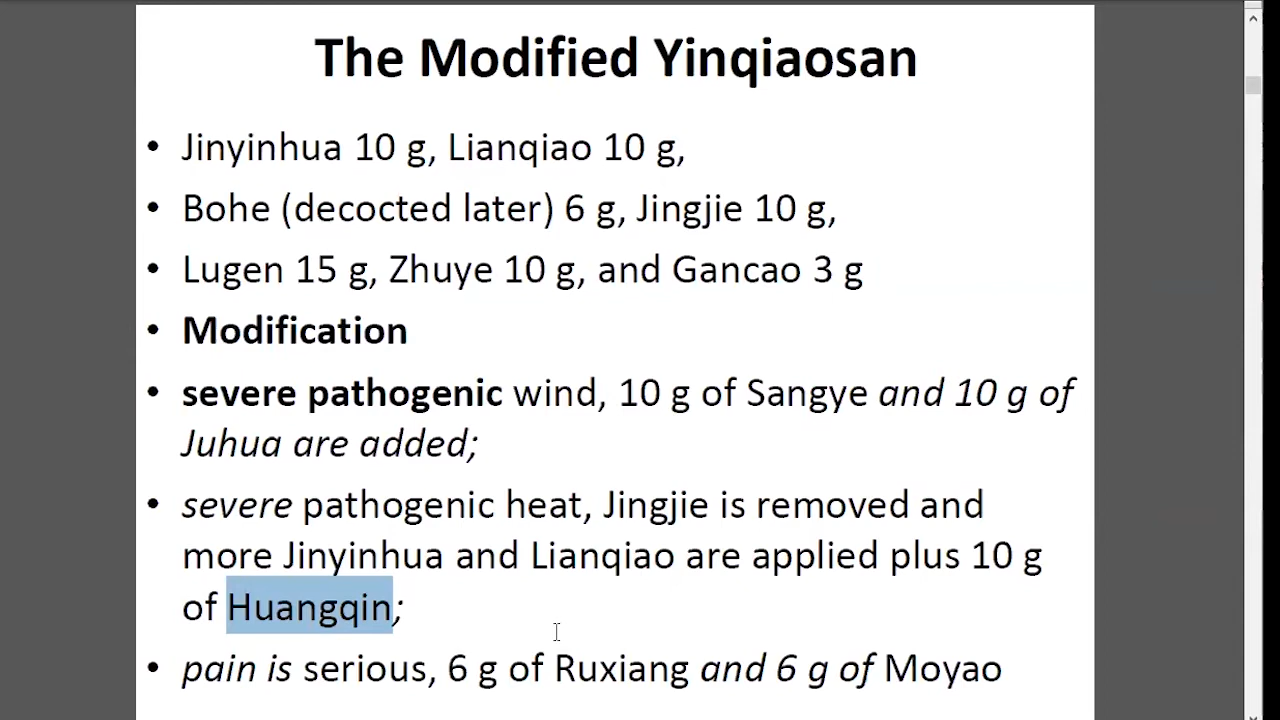 The Modified Yinqiaosan
• Jinyinhua 10 g, Lianqiao 10 g,
• Bohe (decocted later) 6 g, Jingjie 10 g,
• Lugen 15 g, Zhuye 10 g, and Gancao 3 g
• Modification
• severe pathogenic wind, 10 g of Sangye and 10 g of
Juhua are added;
• severe pathogenic heat, Jingjie is removed and
more Jinyinhua and Lianqiao are applied plus 10 g
of Huangqin;
• pain is serious, 6 g of Ruxiang and 6 g of Moyao